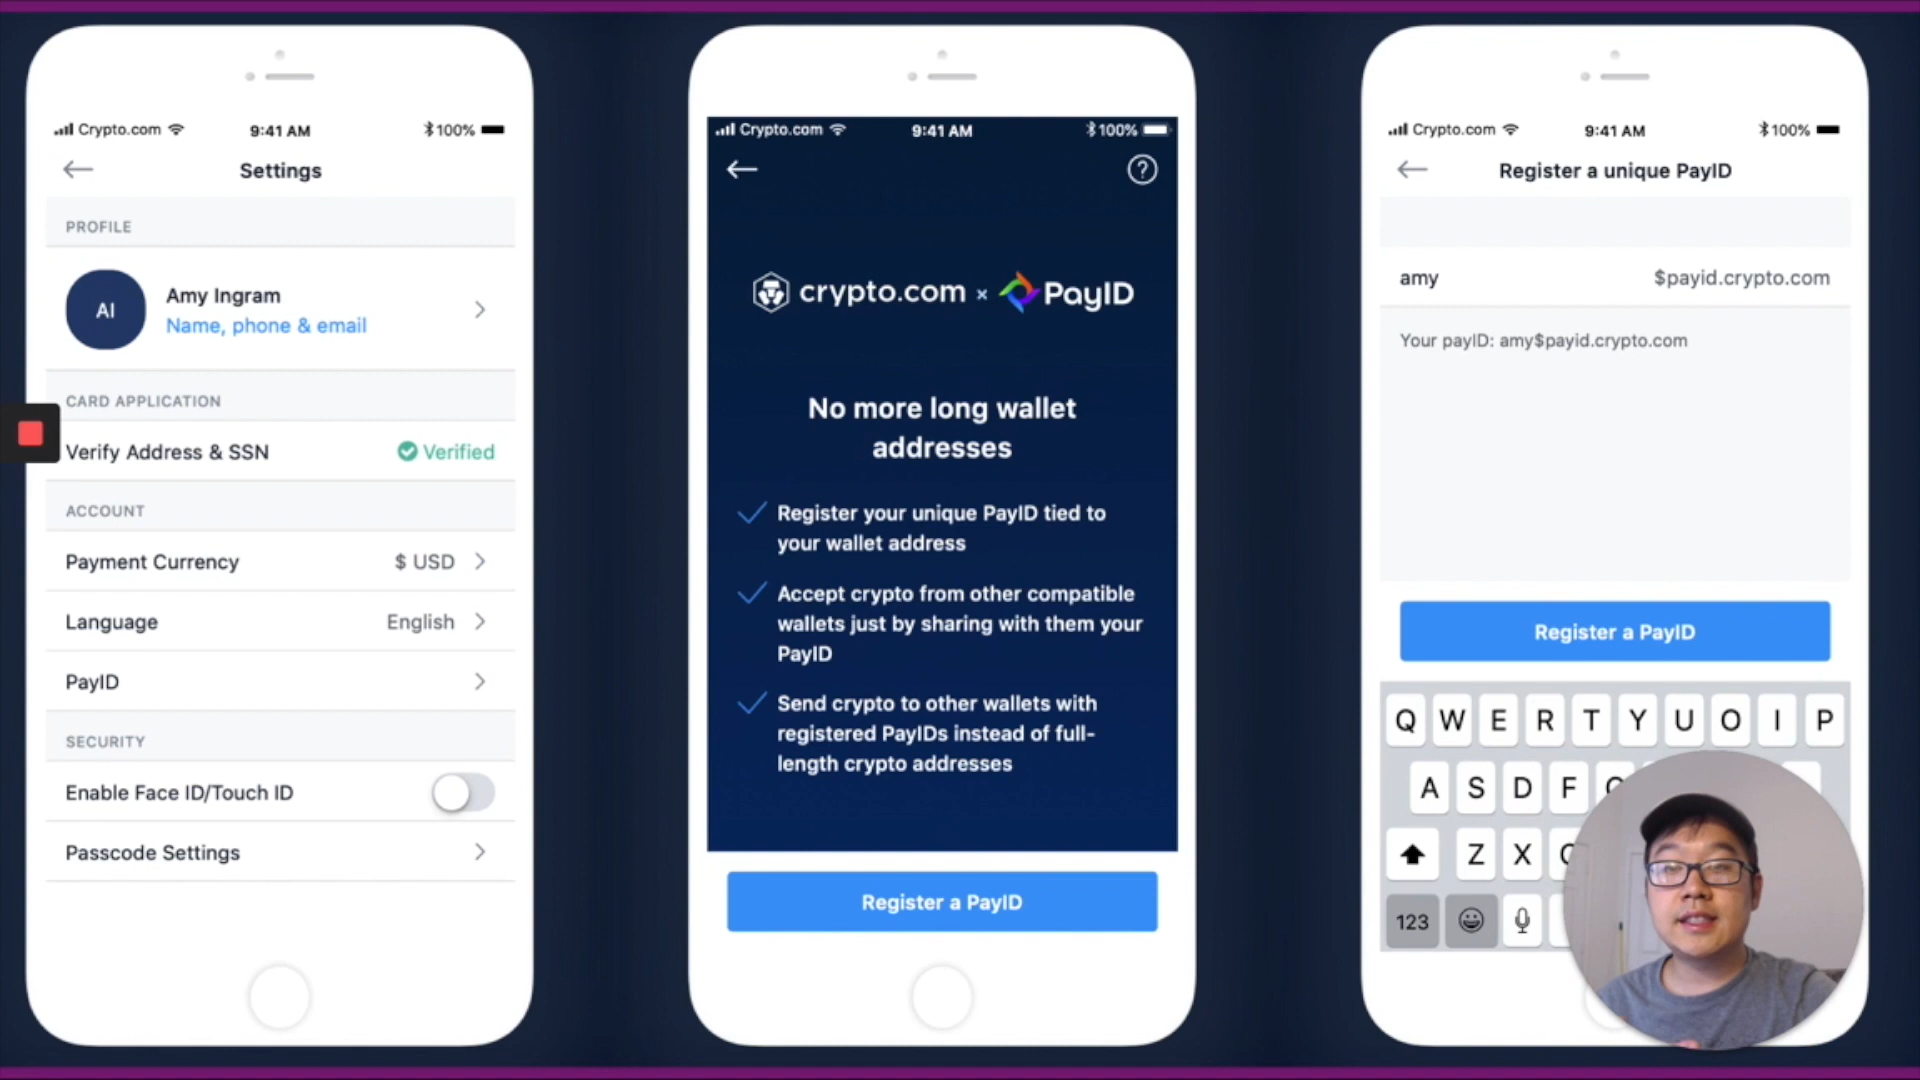 Crypto.com
9:41 AM
100%
Settings
PROFILE
AI
Amy Ingram
Name, phone & email
CARD APPLICATION
Verify Address & SSN
Verified
ACCOUNT
Payment Currency
$ USD
Language
English
PayID
SECURITY
Enable Face ID/Touch ID
Passcode Settings
Crypto.com
9:41 AM
100%
?
crypto.com x PayID
No more long wallet
addresses
Register your unique PayID tied to
your wallet address
Accept crypto from other compatible
wallets just by sharing with them your
PayID
Send crypto to other wallets with
registered PayIDs instead of full-
length crypto addresses
Register a PayID
Crypto.com
9:41 AM
100%
Register a unique PayID
amy
$payid.crypto.com
Your payID: amy$payid.crypto.com
Register a PayID
Q W E R T Y U O I P
A S D F
Z X
123